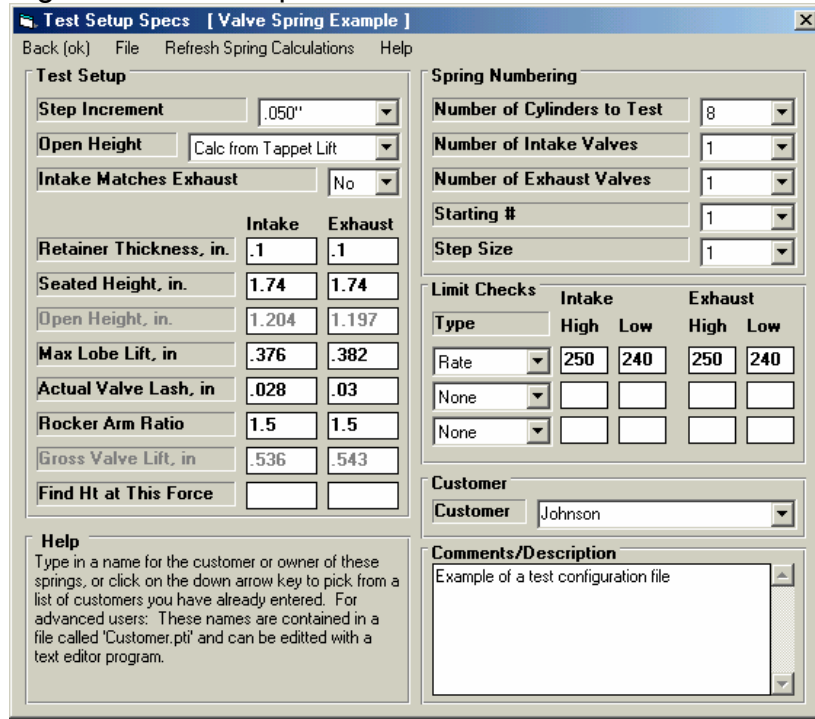 Test Setup Specs [ Valve Spring Example ]
Back (ok) File Refresh Spring Calculations Help
Test Setup
Step Increment .050"
Open Height Calc from Tappet Lift
Intake Matches Exhaust No
Intake Exhaust
Retainer Thickness, in. .1 .1
Seated Height, in. 1.74 1.74
Open Height, in. 1.204 1.197
Max Lobe Lift, in .376 .382
Actual Valve Lash, in .028 .03
Rocker Arm Ratio 1.5 1.5
Gross Valve Lift, in .536 .543
Find Ht at This Force
Help
Type in a name for the customer or owner of these
springs, or click on the down arrow key to pick from a
list of customers you have already entered. For
advanced users: These names are contained in a
file called 'Customer.pti' and can be editted with a
text editor program.
Spring Numbering
Number of Cylinders to Test 8
Number of Intake Valves 1
Number of Exhaust Valves 1
Starting # 1
Step Size 1
Limit Checks Intake Exhaust
Type High Low High Low
Rate 250 240 250 240
None
None
Customer
Customer Johnson
Comments/Description
Example of a test configuration file